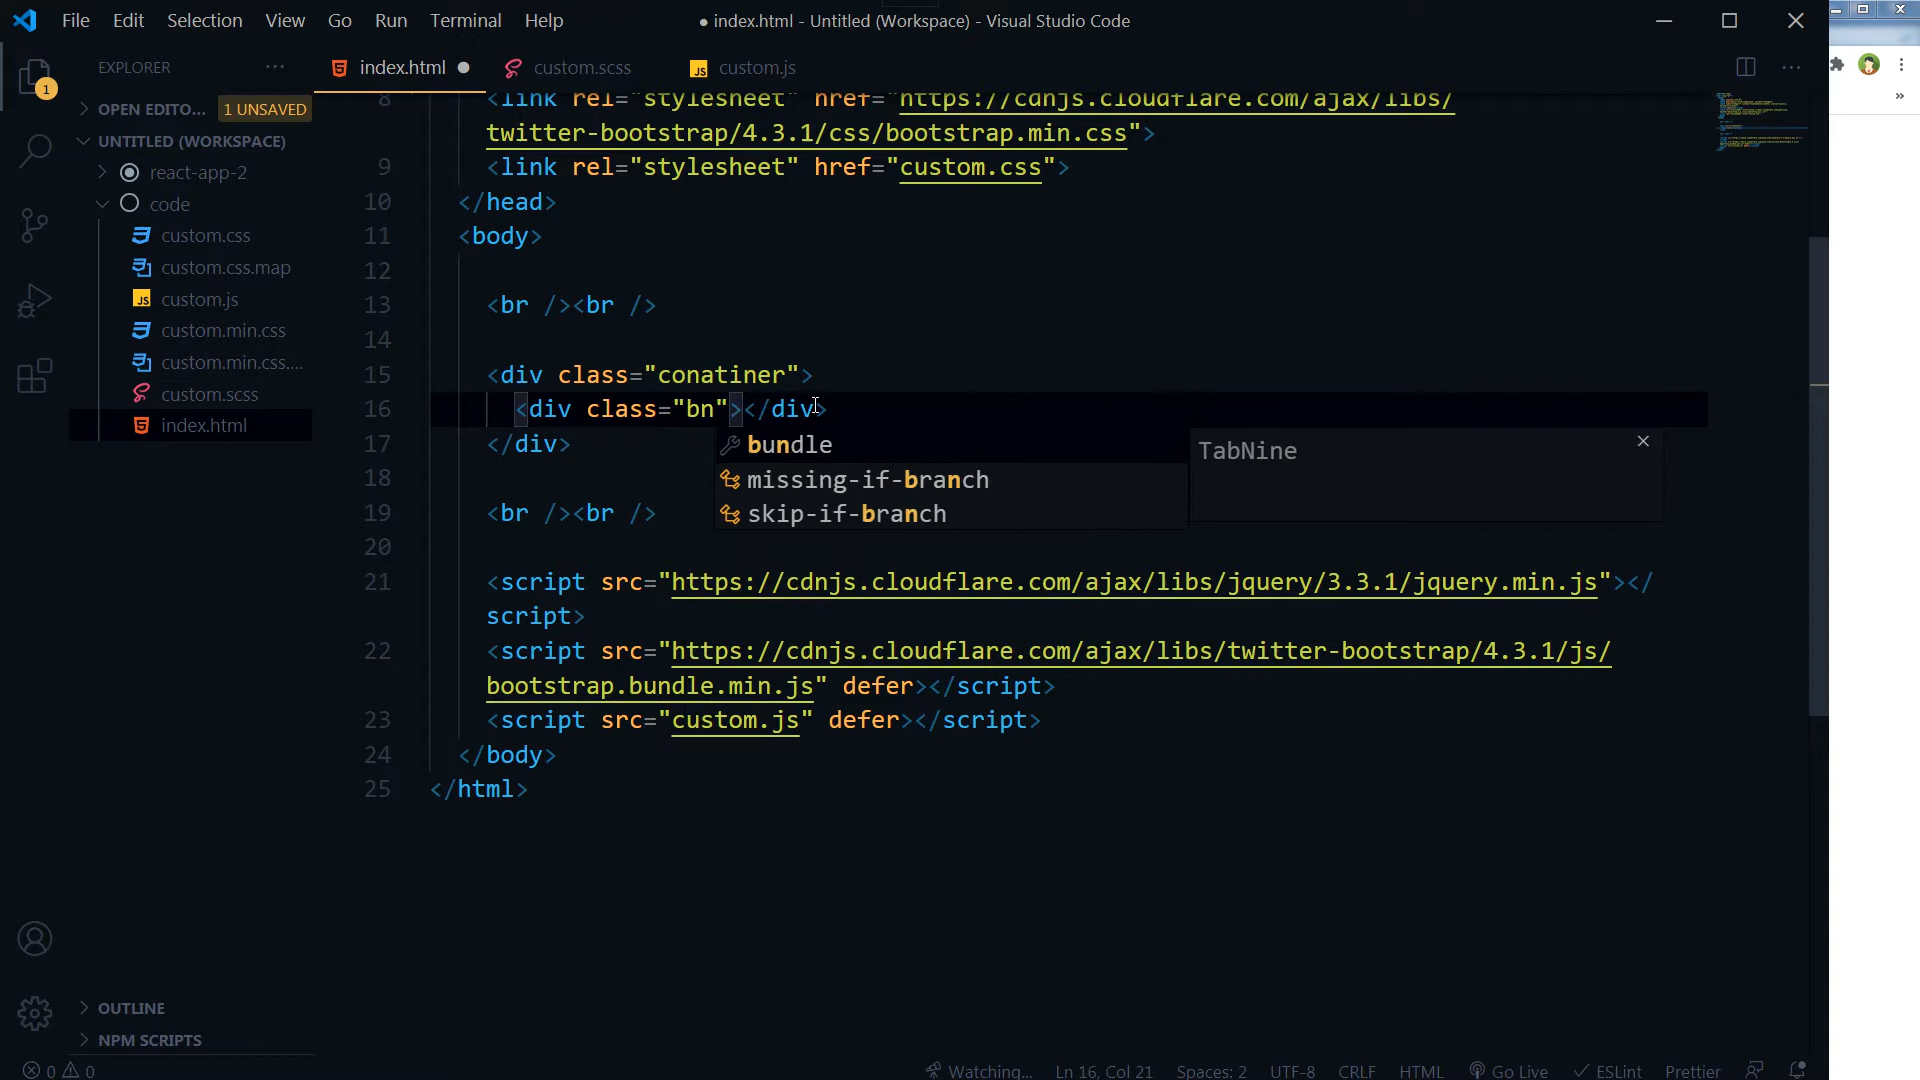 File Edit Selection View Go Run Terminal Help ● index.html - Untitled (Workspace) - Visual Studio Code
EXPLORER ··· index.html ● custom.scss JS custom.js ···
1
OPEN EDITO... 1 UNSAVED
UNTITLED (WORKSPACE)
react-app-2
code
custom.css
custom.css.map
JS custom.js
custom.min.css
custom.min.css....
custom.scss
index.html
OUTLINE
NPM SCRIPTS
8 <link rel="stylesheet" href="https://cdnjs.cloudflare.com/ajax/libs/
twitter-bootstrap/4.3.1/css/bootstrap.min.css">
9 <link rel="stylesheet" href="custom.css">
10 </head>
11 <body>
12
13 <br /><br />
14
15 <div class="conatiner">
16 <div class="bn"></div>
17 </div>
18
19 <br /><br />
20
21 <script src="https://cdnjs.cloudflare.com/ajax/libs/jquery/3.3.1/jquery.min.js"></
script>
22 <script src="https://cdnjs.cloudflare.com/ajax/libs/twitter-bootstrap/4.3.1/js/
bootstrap.bundle.min.js" defer></script>
23 <script src="custom.js" defer></script>
24 </body>
25 </html>
bundle
missing-if-branch
skip-if-branch
TabNine
0 0 Watching... Ln 16, Col 21 Spaces: 2 UTF-8 CRLF HTML Go Live ESLint Prettier